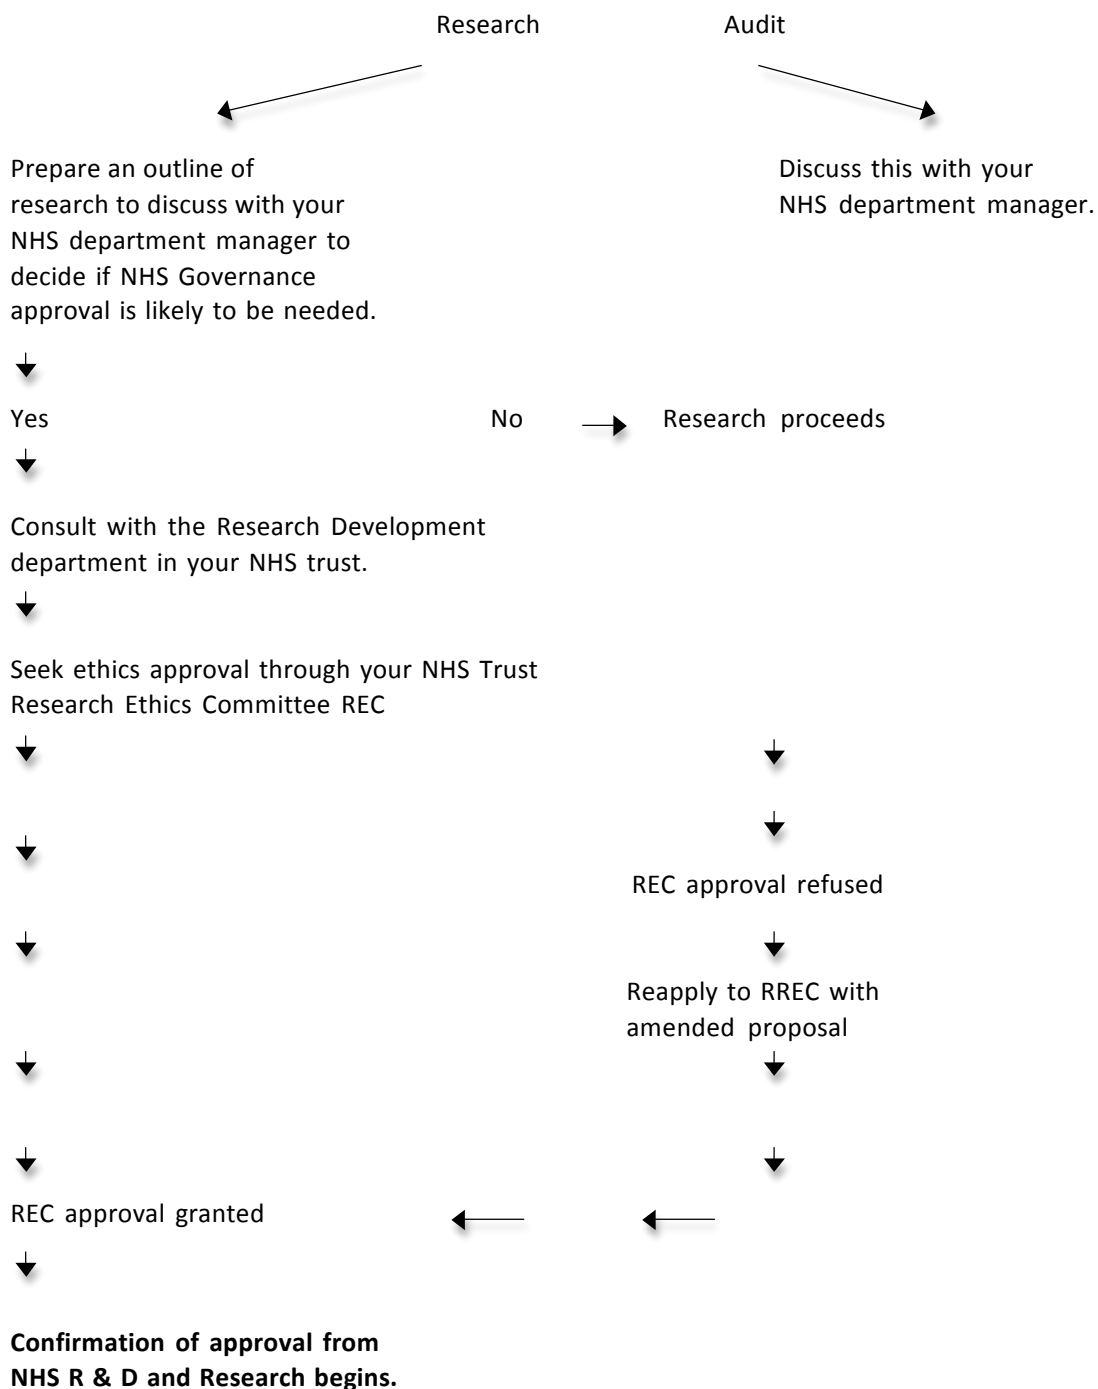 Research Audit
Prepare an outline of
research to discuss with your
NHS department manager to
decide if NHS Governance
approval is likely to be needed.
Discuss this with your
NHS department manager.
Yes No Research proceeds
Consult with the Research Development
department in your NHS trust.
Seek ethics approval through your NHS Trust
Research Ethics Committee REC
REC approval refused
Reapply to RREC with
amended proposal
REC approval granted
Confirmation of approval from
NHS R & D and Research begins.